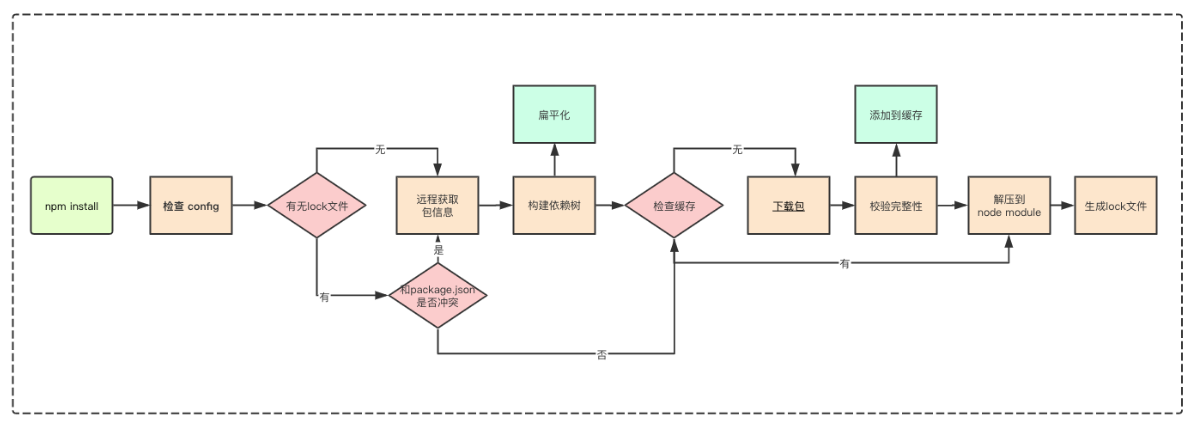 扁平化
添加到缓存
无
无
npm install
检查 config
有无lock文件
远程获取
包信息
构建依赖树
检查缓存
下载包
校验完整性
解压到
node module
生成lock文件
是
有
有
和package.json
是否冲突
否